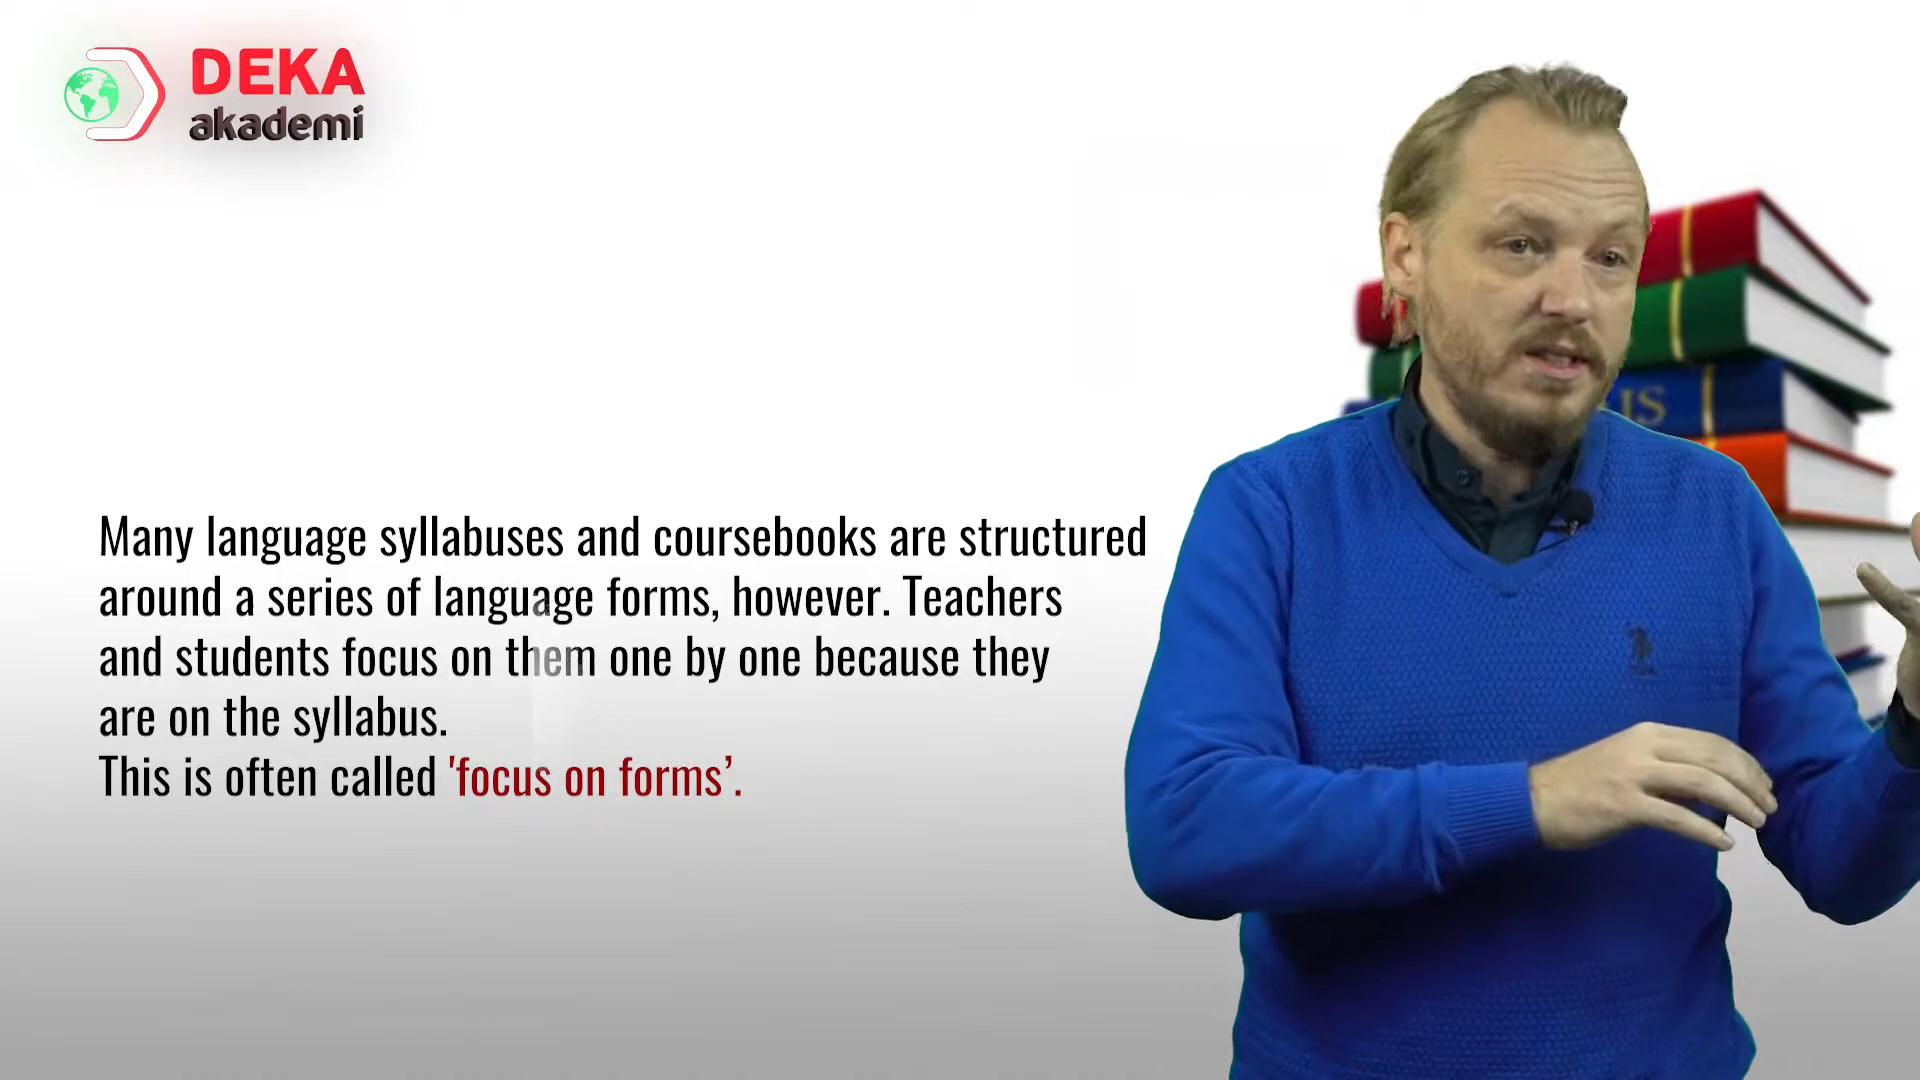 DEKA
akademi
Many language syllabuses and coursebooks are structured
around a series of language forms, however. Teachers
and students focus on them one by one because they
are on the syllabus.
This is often called 'focus on forms’.